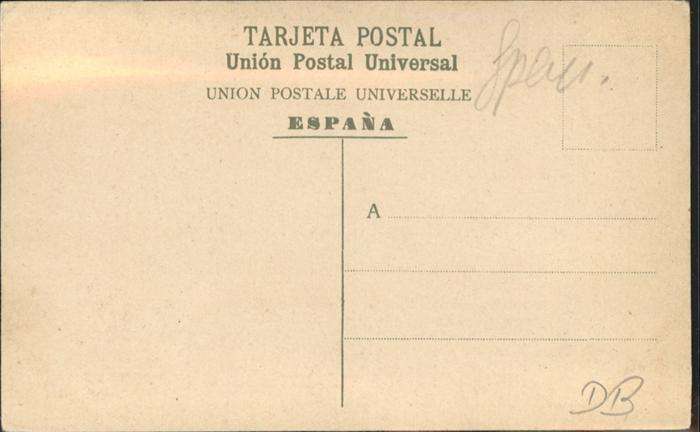 TARJETA POSTAL
Unión Postal Universal
UNION POSTALE UNIVERSELLE
ESPAÑA
Spain.
A
DB